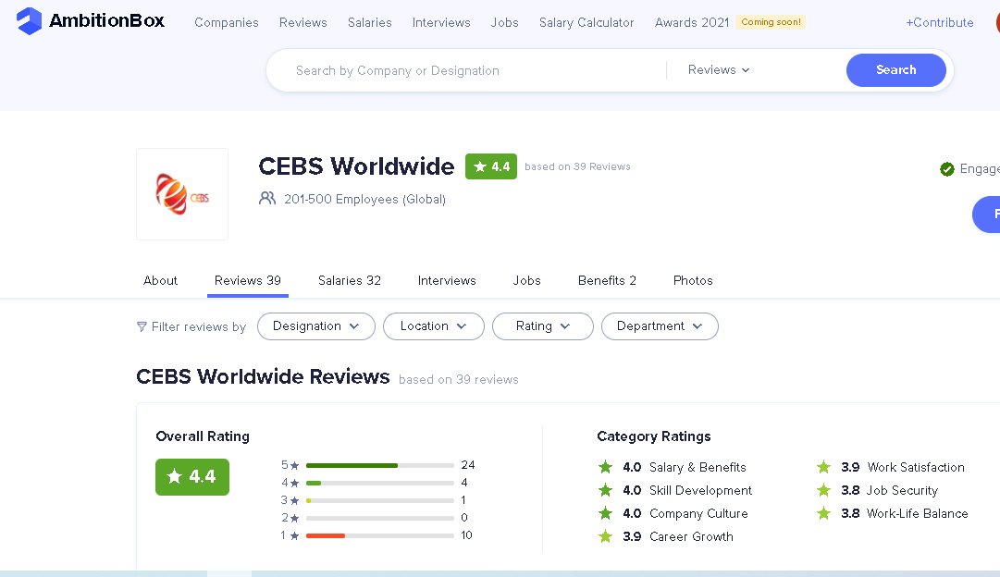 AmbitionBox Companies Reviews Salaries Interviews Jobs Salary Calculator Awards 2021 Coming soon! +Contribute
Search by Company or Designation Reviews Search
CEBS
CEBS Worldwide 4.4 based on 39 Reviews
Engage
201-500 Employees (Global)
F
About Reviews 39 Salaries 32 Interviews Jobs Benefits 2 Photos
Filter reviews by Designation Location Rating Department
CEBS Worldwide Reviews based on 39 reviews
Overall Rating
4.4
5 24
4 4
3 1
2 0
1 10
Category Ratings
4.0 Salary & Benefits 3.9 Work Satisfaction
4.0 Skill Development 3.8 Job Security
4.0 Company Culture 3.8 Work-Life Balance
3.9 Career Growth